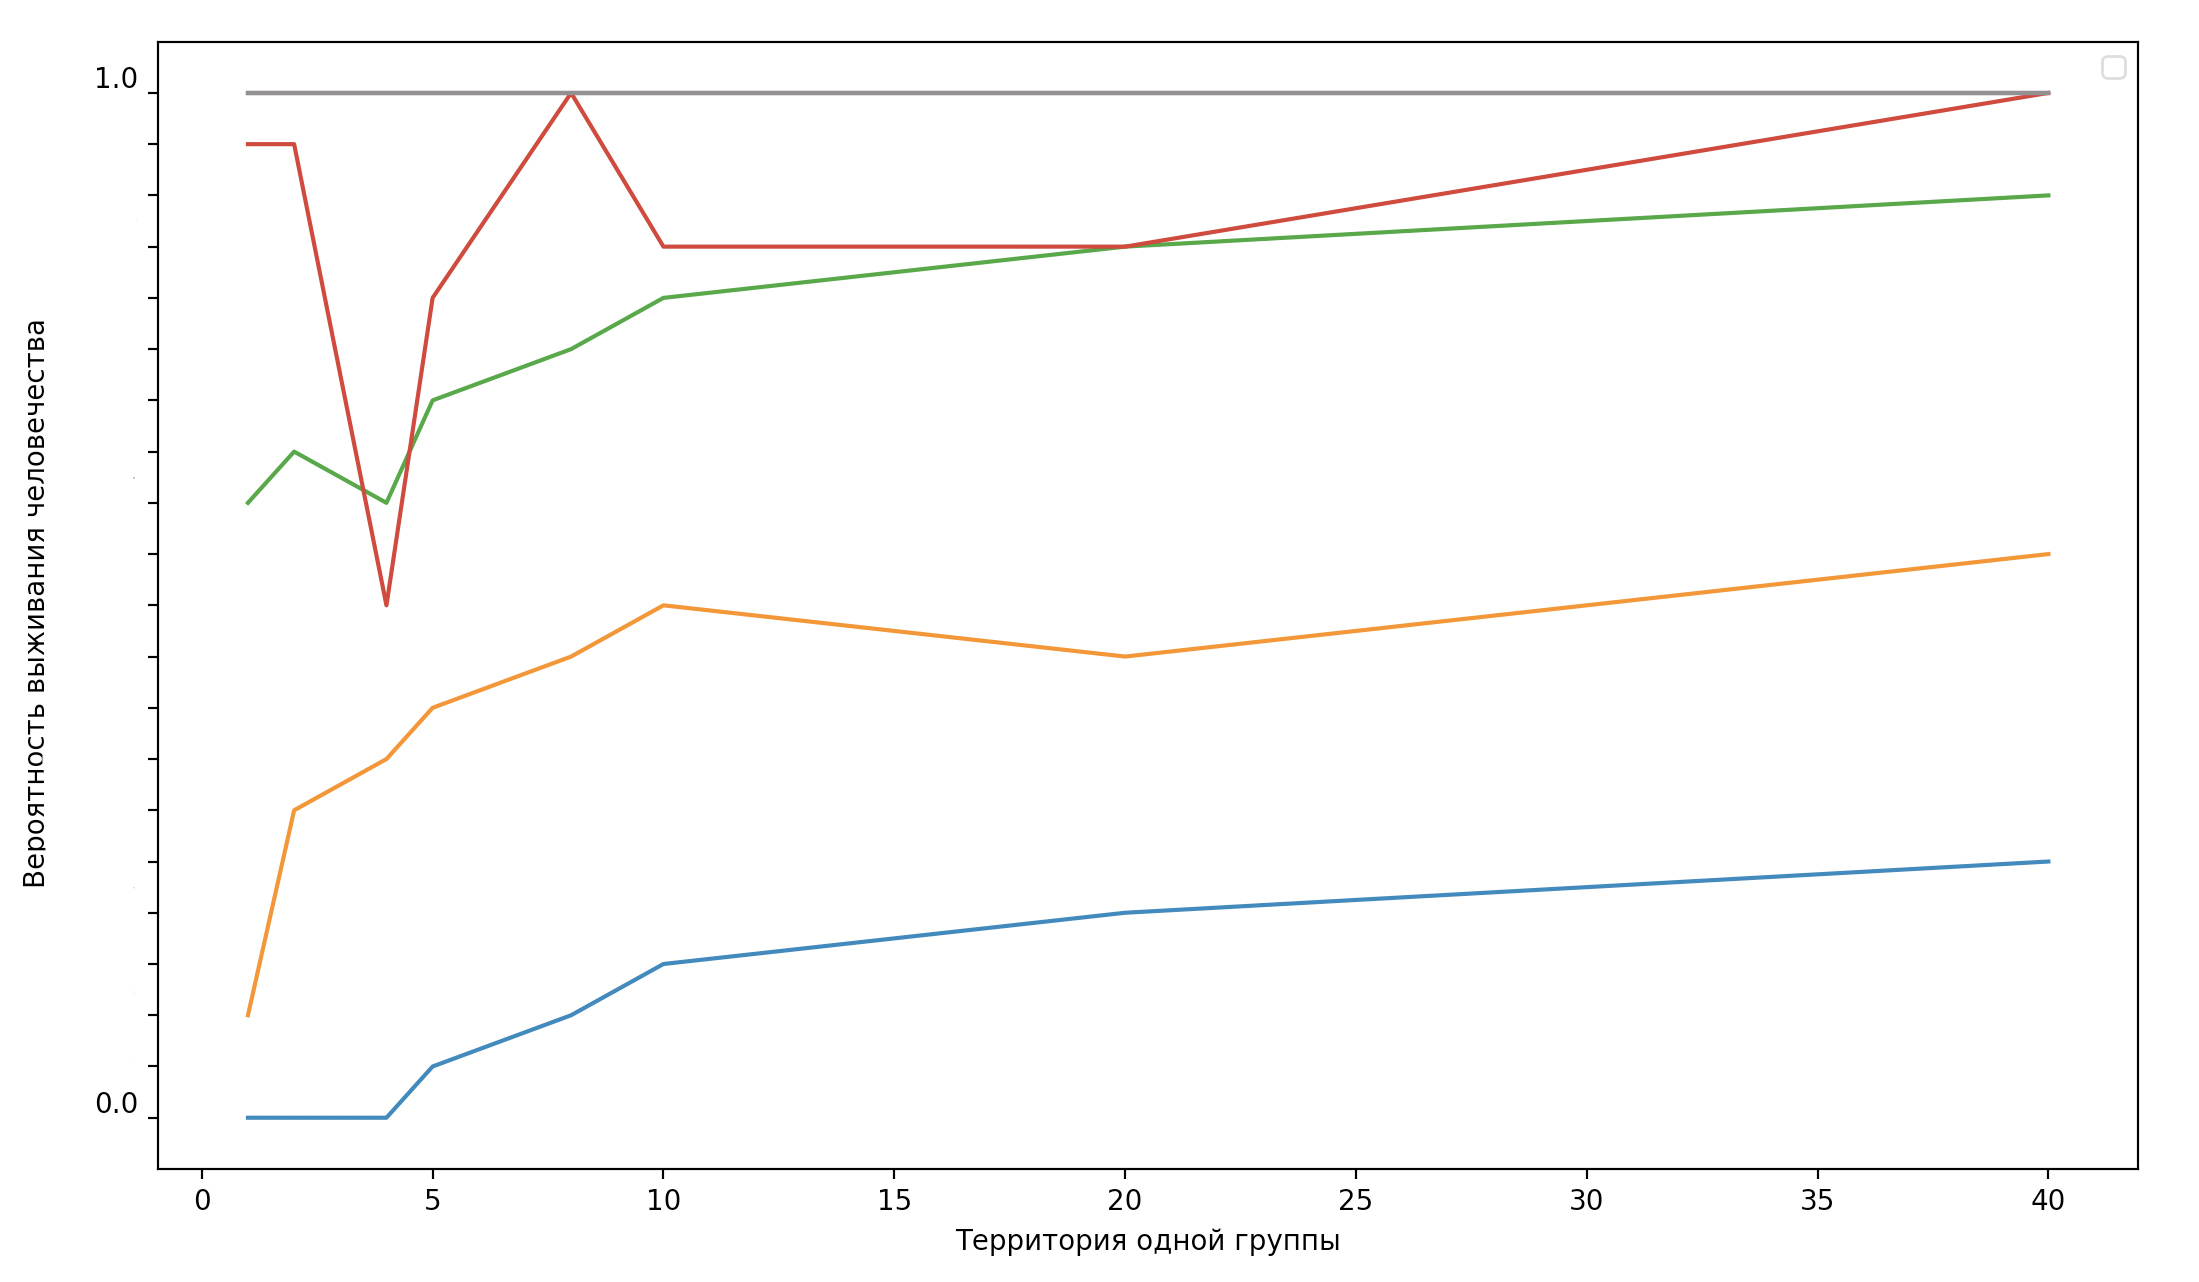 1.0
Вероятность выживания человечества
0.0
0 5 10 15 20 25 30 35 40
Территория одной группы